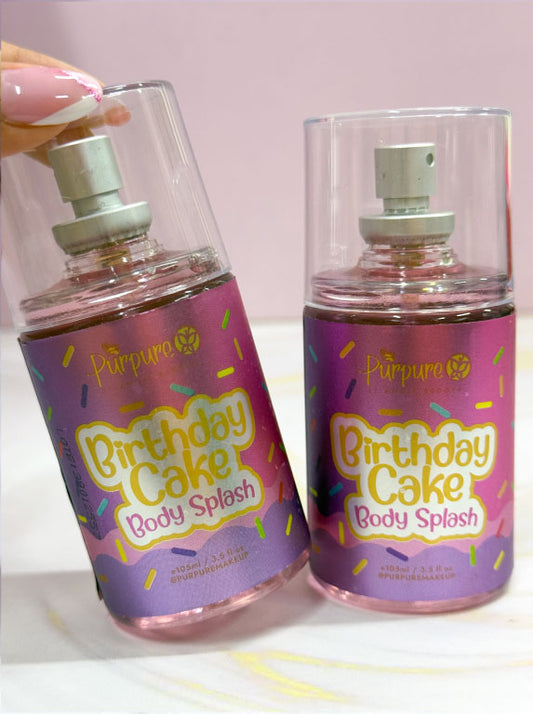 Purpure
Birthday
Cake
Body Splash
e105ml / 3.5 fl oz
@PURPUREMAKEUP
Purpure
Birthday
Cake
Body Splash
e105ml / 3.5 fl oz
@PURPUREMAKEUP